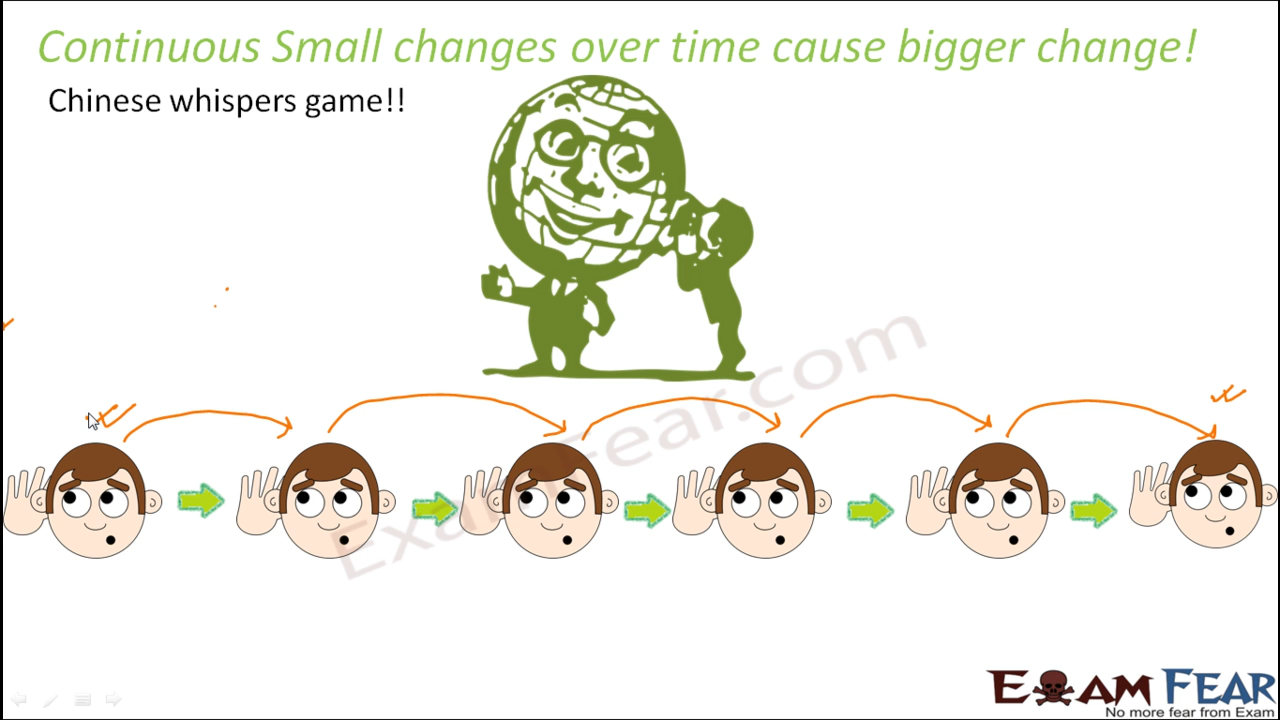 Continuous Small changes over time cause bigger change!
Chinese whispers game!!
ExamFear.com
EXAM FEAR
No more fear from Exam